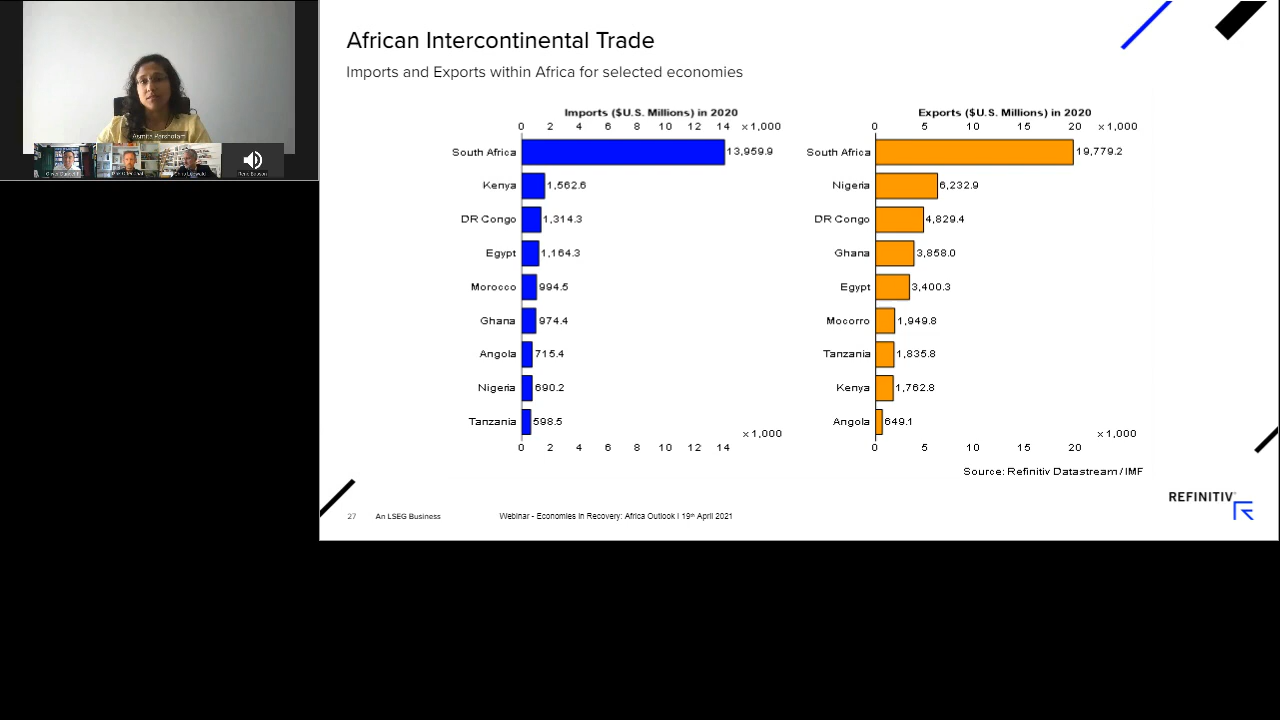 African Intercontinental Trade
Imports and Exports within Africa for selected economies
Asmita Parshotam
Imports ($U.S. Millions) in 2020
0 2 4 6 8 10 12 14 x 1,000
South Africa 13,959.9
Kenya 1,562.6
DR Congo 1,314.3
Egypt 1,164.3
Morocco 994.5
Ghana 974.4
Angola 715.4
Nigeria 690.2
Tanzania 598.5
x 1,000
0 2 4 6 8 10 12 14
Exports ($U.S. Millions) in 2020
0 5 10 15 20 x 1,000
South Africa 19,779.2
Nigeria 6,232.9
DR Congo 4,829.4
Ghana 3,858.0
Egypt 3,400.3
Mocorro 1,949.8
Tanzania 1,835.8
Kenya 1,762.8
Angola 649.1
x 1,000
0 5 10 15 20
Source: Refinitiv Datastream / IMF
REFINITIV
27 An LSEG Business Webinar - Economies in Recovery: Africa Outlook I 19th April 2021